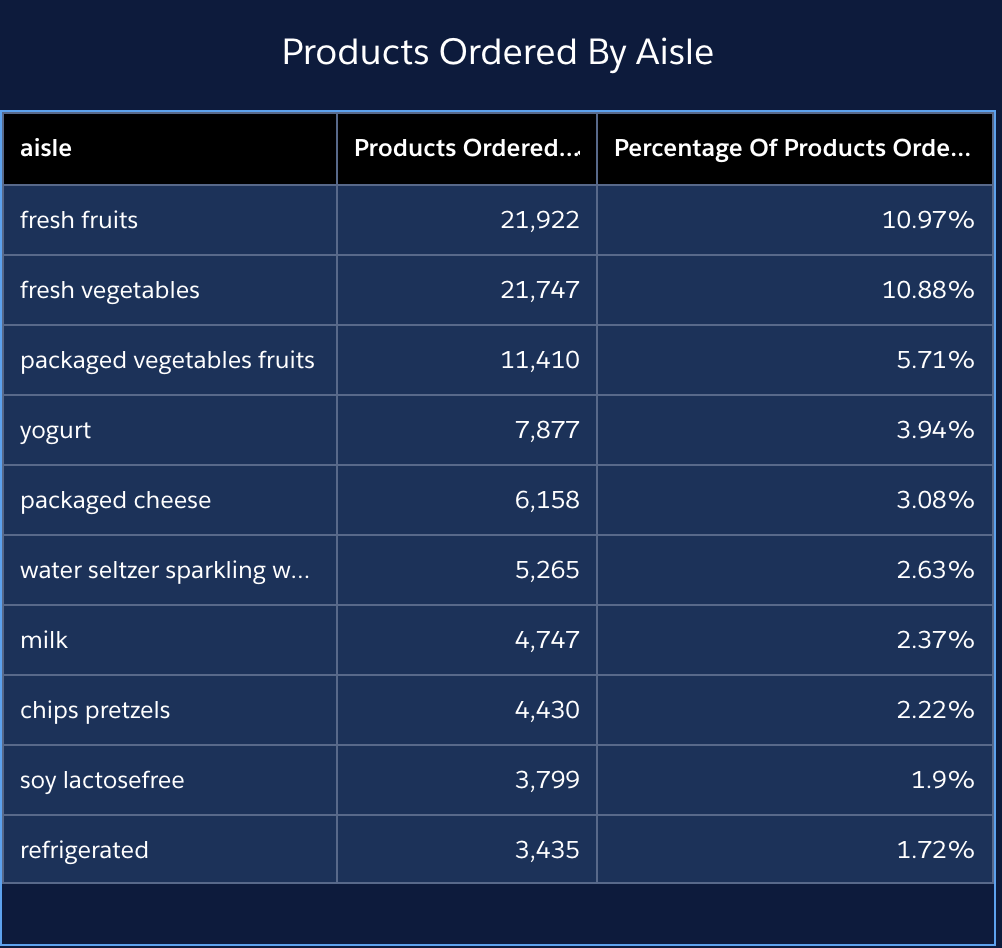 Products Ordered By Aisle
aisle Products Ordered... Percentage Of Products Orde...
fresh fruits 21,922 10.97%
fresh vegetables 21,747 10.88%
packaged vegetables fruits 11,410 5.71%
yogurt 7,877 3.94%
packaged cheese 6,158 3.08%
water seltzer sparkling w... 5,265 2.63%
milk 4,747 2.37%
chips pretzels 4,430 2.22%
soy lactosefree 3,799 1.9%
refrigerated 3,435 1.72%